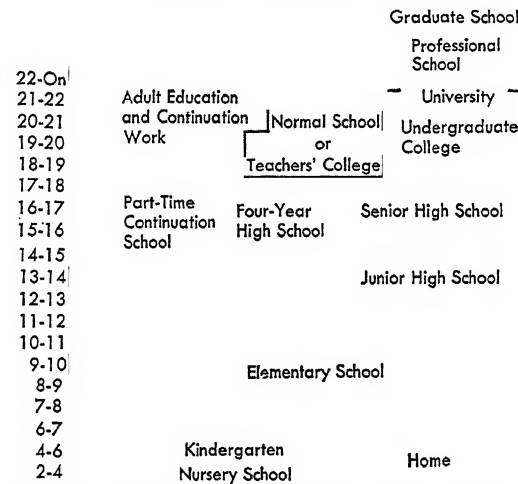 Graduate School
Professional
School
22-On
21-22 Adult Education University
20-21 and Continuation Normal School Undergraduate
19-20 Work or College
18-19 Teachers' College
17-18
16-17 Part-Time Four-Year Senior High School
15-16 Continuation High School
14-15 School
13-14 Junior High School
12-13
11-12
10-11
9-10 Elementary School
8-9
7-8
6-7
4-6 Kindergarten Home
2-4 Nursery School